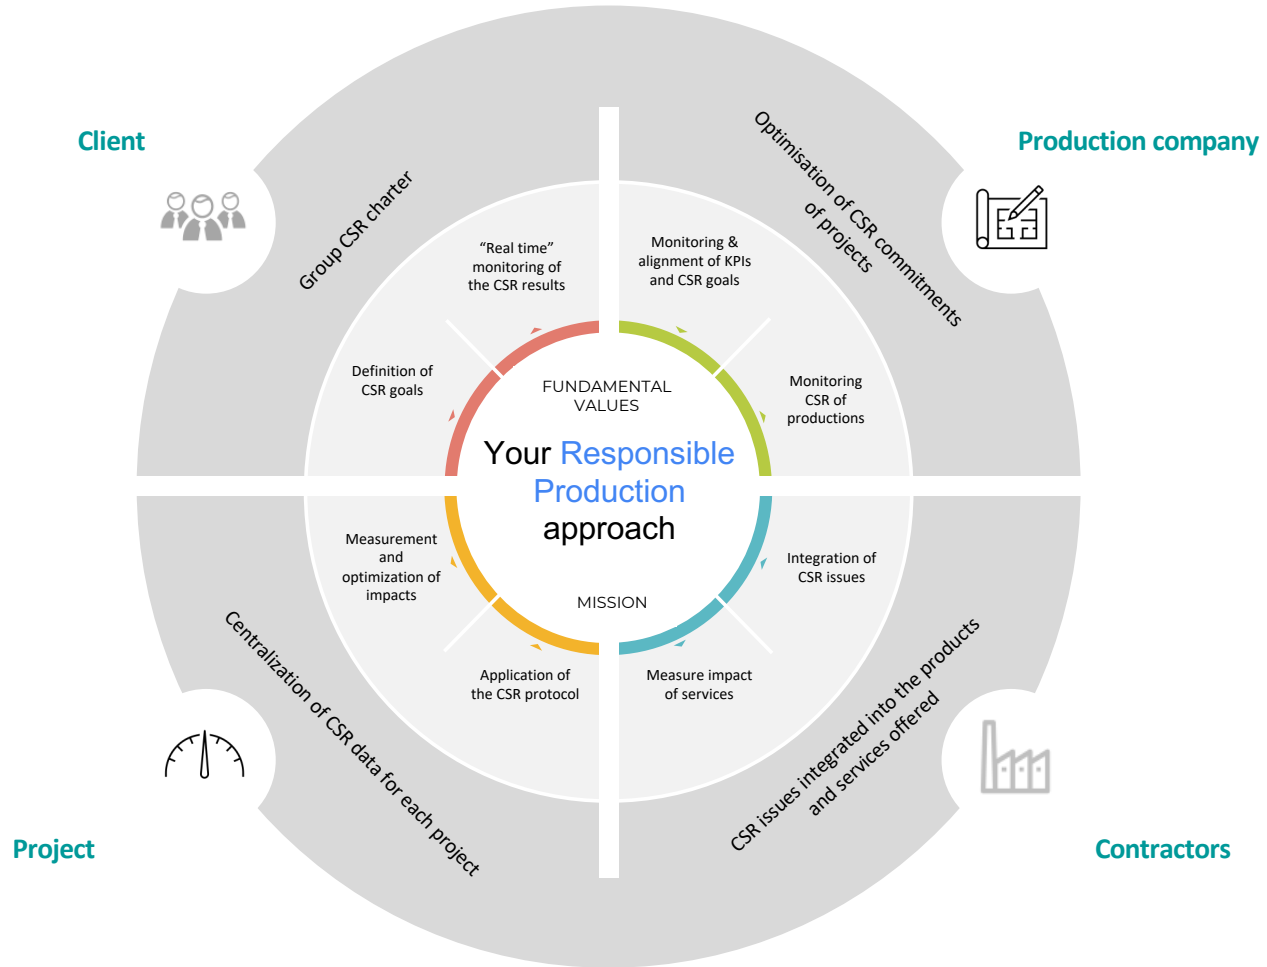 Client
Production company
Group CSR charter
Optimisation of CSR commitments
of projects
“Real time”
monitoring of
the CSR results
Monitoring &
alignment of KPIs
and CSR goals
Definition of
CSR goals
Monitoring
CSR of
productions
FUNDAMENTAL
VALUES
Your Responsible
Production
approach
MISSION
Measurement
and
optimization of
impacts
Integration of
CSR issues
Application of
the CSR protocol
Measure impact
of services
Centralization of CSR data for each project
CSR issues integrated into the products
and services offered
Project
Contractors